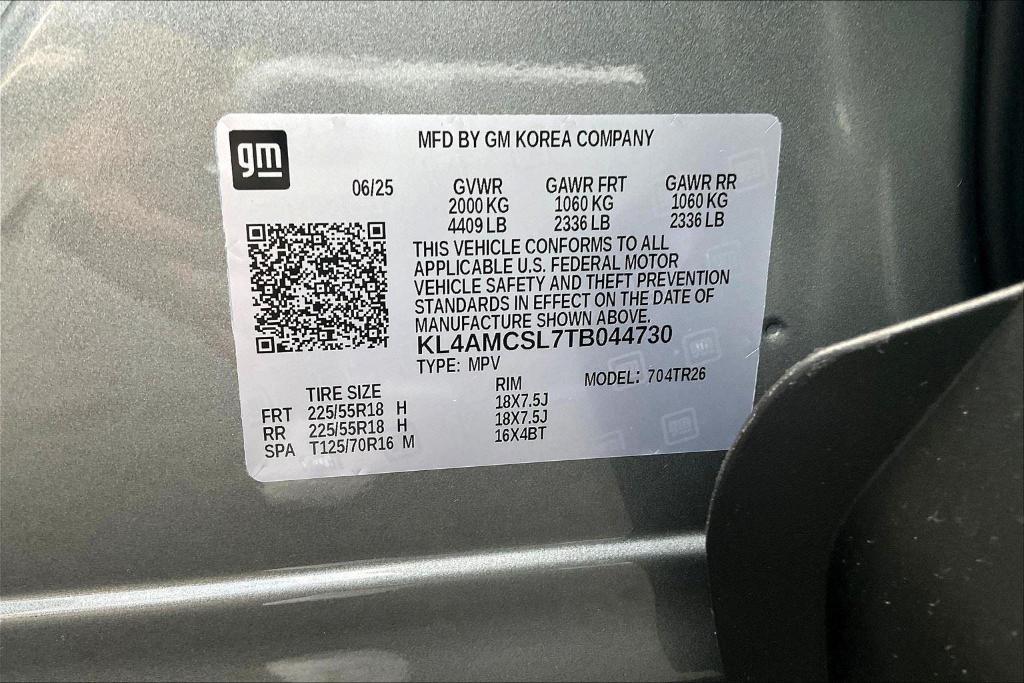 gm
MFD BY GM KOREA COMPANY
06/25 GVWR GAWR FRT GAWR RR
2000 KG 1060 KG 1060 KG
4409 LB 2336 LB 2336 LB
THIS VEHICLE CONFORMS TO ALL
APPLICABLE U.S. FEDERAL MOTOR
VEHICLE SAFETY AND THEFT PREVENTION
STANDARDS IN EFFECT ON THE DATE OF
MANUFACTURE SHOWN ABOVE.
KL4AMCSL7TB044730
TYPE: MPV MODEL: 704TR26
TIRE SIZE RIM
FRT 225/55R18 H 18X7.5J
RR 225/55R18 H 18X7.5J
SPA T125/70R16 M 16X4BT